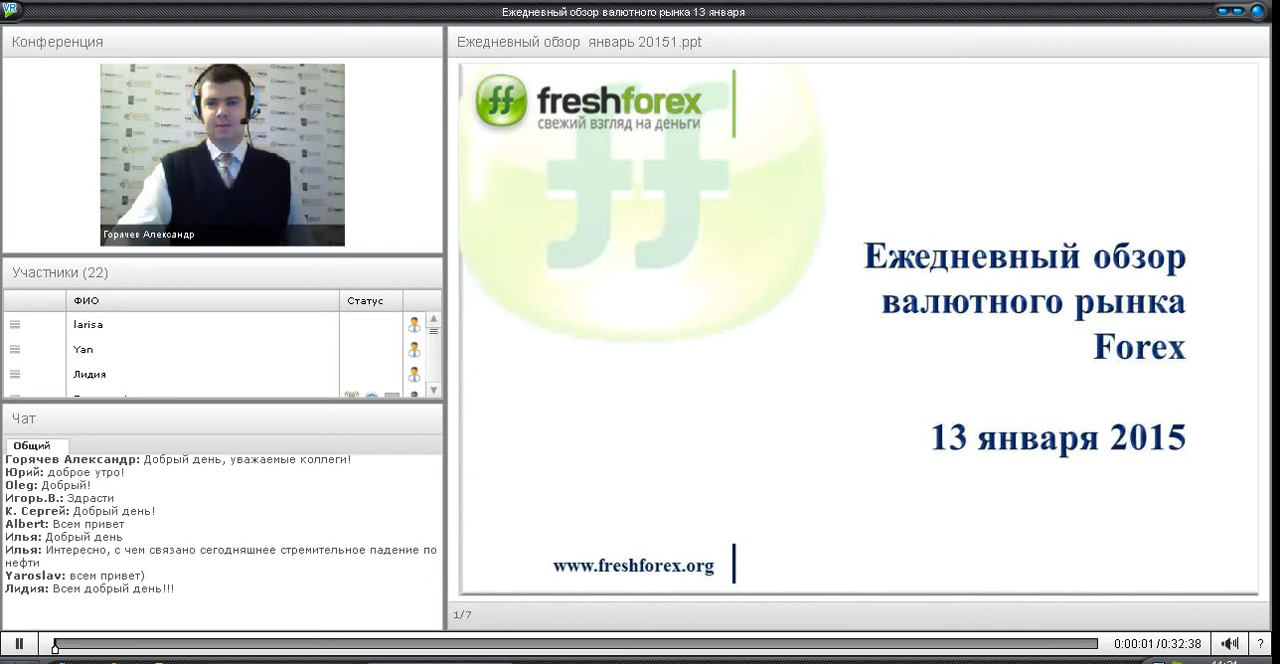 VR
Ежедневный обзор валютного рынка 13 января
Конференция
Горячев Александр
Участники (22)
ФИО
Статус
larisa
Yan
Лидия
Чат
Общий
Горячев Александр: Добрый день, уважаемые коллеги!
Юрий: доброе утро!
Oleg: Добрый!
Игорь.В.: Здрасти
К. Сергей: Добрый день!
Albert: Всем привет
Илья: Добрый день
Илья: Интересно, с чем связано сегодняшнее стремительное падение по
нефти
Yaroslav: всем привет)
Лидия: Всем добрый день!!!
Ежедневный обзор январь 20151.ppt
ff
freshforex
свежий взгляд на деньги
ff
Ежедневный обзор
валютного рынка
Forex
13 января 2015
www.freshforex.org
1/7
0:00:01 /0:32:38
?